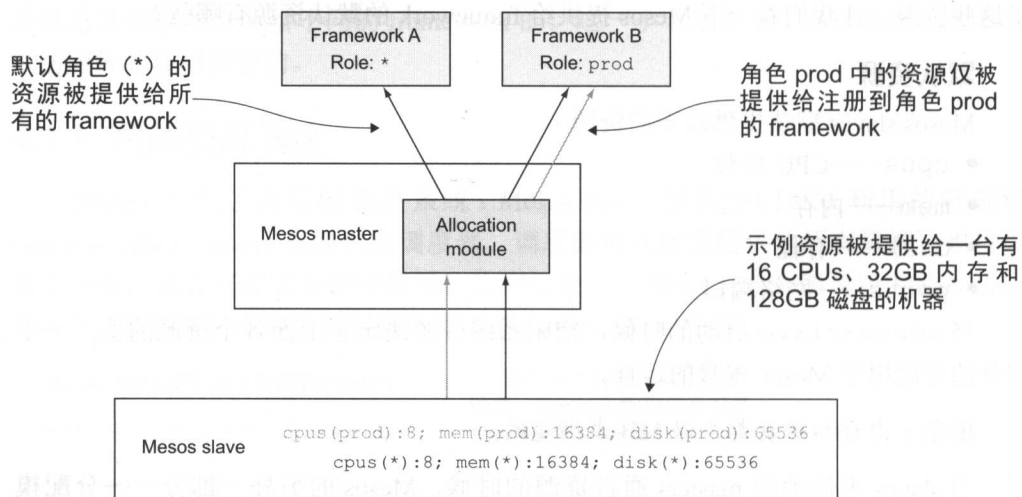 Framework A
Role: *
Framework B
Role: prod
默认角色（*）的
资源被提供给所
有的 framework
角色 prod 中的资源仅被
提供给注册到角色 prod
的 framework
Mesos master
Allocation
module
示例资源被提供给一台有
16 CPUs、32GB 内存和
128GB 磁盘的机器
Mesos slave
cpus(prod):8; mem(prod):16384; disk(prod):65536
cpus(*):8; mem(*):16384; disk(*):65536